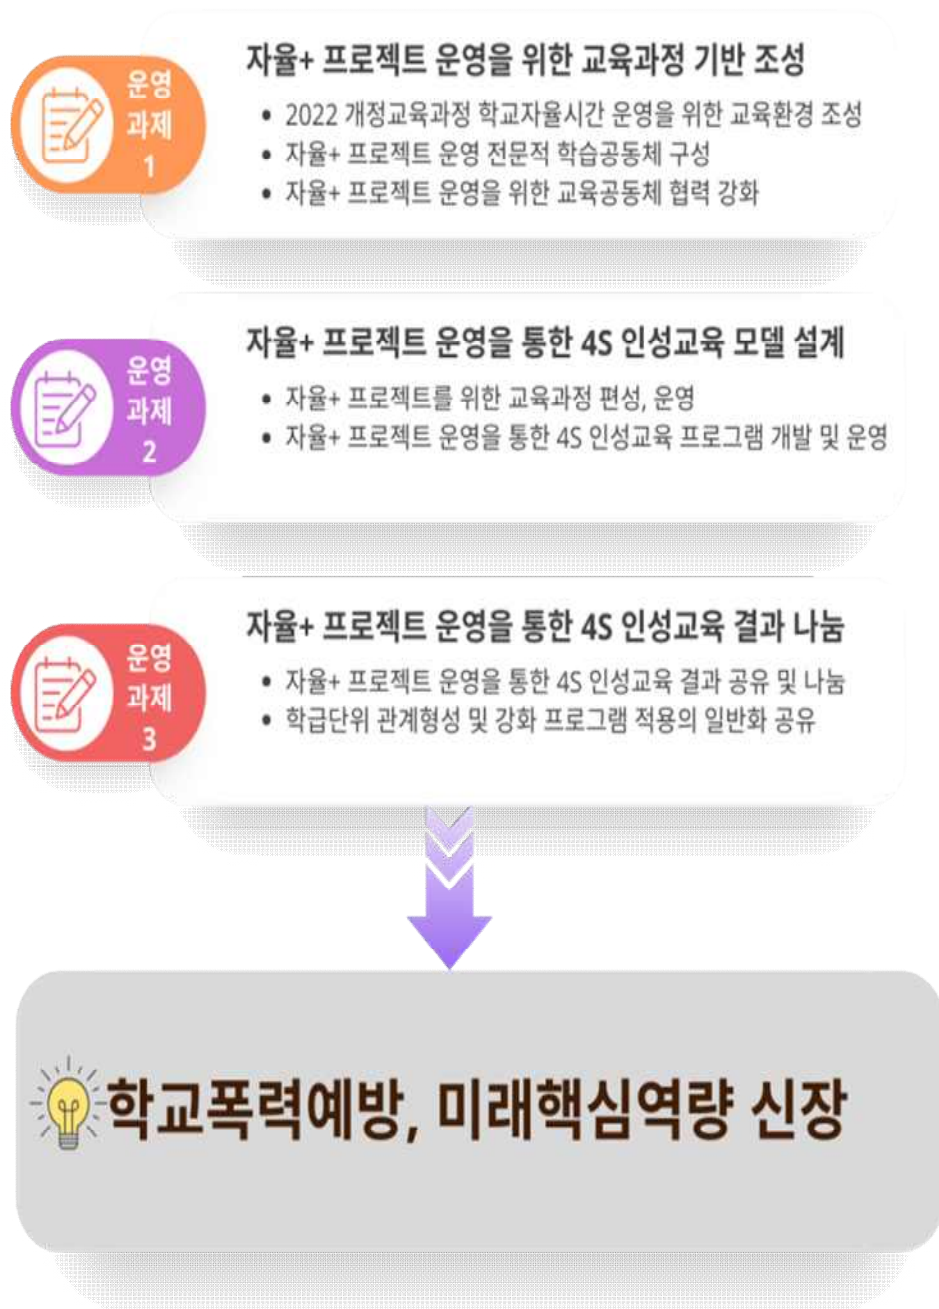 운영
과제
1
자율+ 프로젝트 운영을 위한 교육과정 기반 조성
• 2022 개정교육과정 학교자율시간 운영을 위한 교육환경 조성
• 자율+ 프로젝트 운영 전문적 학습공동체 구성
• 자율+ 프로젝트 운영을 위한 교육공동체 협력 강화
운영
과제
2
자율+ 프로젝트 운영을 통한 4S 인성교육 모델 설계
• 자율+ 프로젝트를 위한 교육과정 편성, 운영
• 자율+ 프로젝트 운영을 통한 4S 인성교육 프로그램 개발 및 운영
운영
과제
3
자율+ 프로젝트 운영을 통한 4S 인성교육 결과 나눔
• 자율+ 프로젝트 운영을 통한 4S 인성교육 결과 공유 및 나눔
• 학급단위 관계형성 및 강화 프로그램 적용의 일반화 공유
학교폭력예방, 미래핵심역량 신장